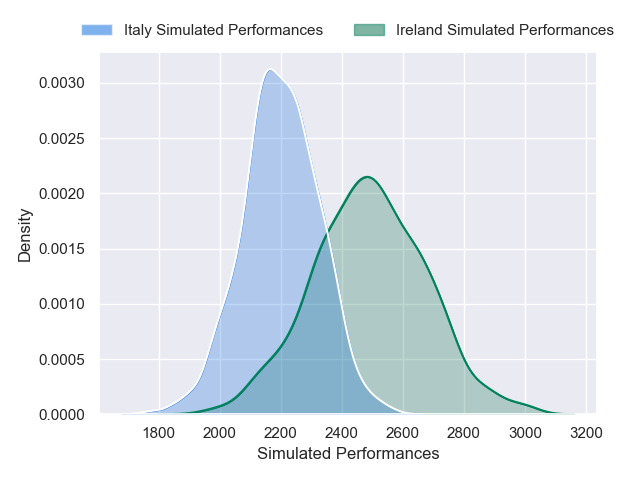 Italy Simulated Performances Ireland Simulated Performances
0.0030
0.0025
0.0020
0.0015
0.0010
0.0005
0.0000
Density
1800 2000 2200 2400 2600 2800 3000 3200
Simulated Performances